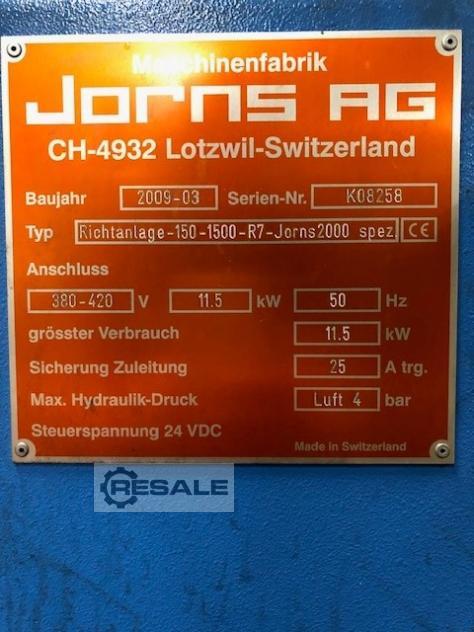 Maschinenfabrik
Jorns AG
CH-4932 Lotzwil-Switzerland
Baujahr 2009-03 Serien-Nr. K08258
Typ Richtanlage-150-1500-R7-Jorns2000 spez. CE
Anschluss
380-420 V 11.5 kW 50 Hz
grösster Verbrauch 11.5 kW
Sicherung Zuleitung 25 A trg.
Max. Hydraulik-Druck Luft 4 bar
Steuerspannung 24 VDC
Made in Switzerland
RESALE